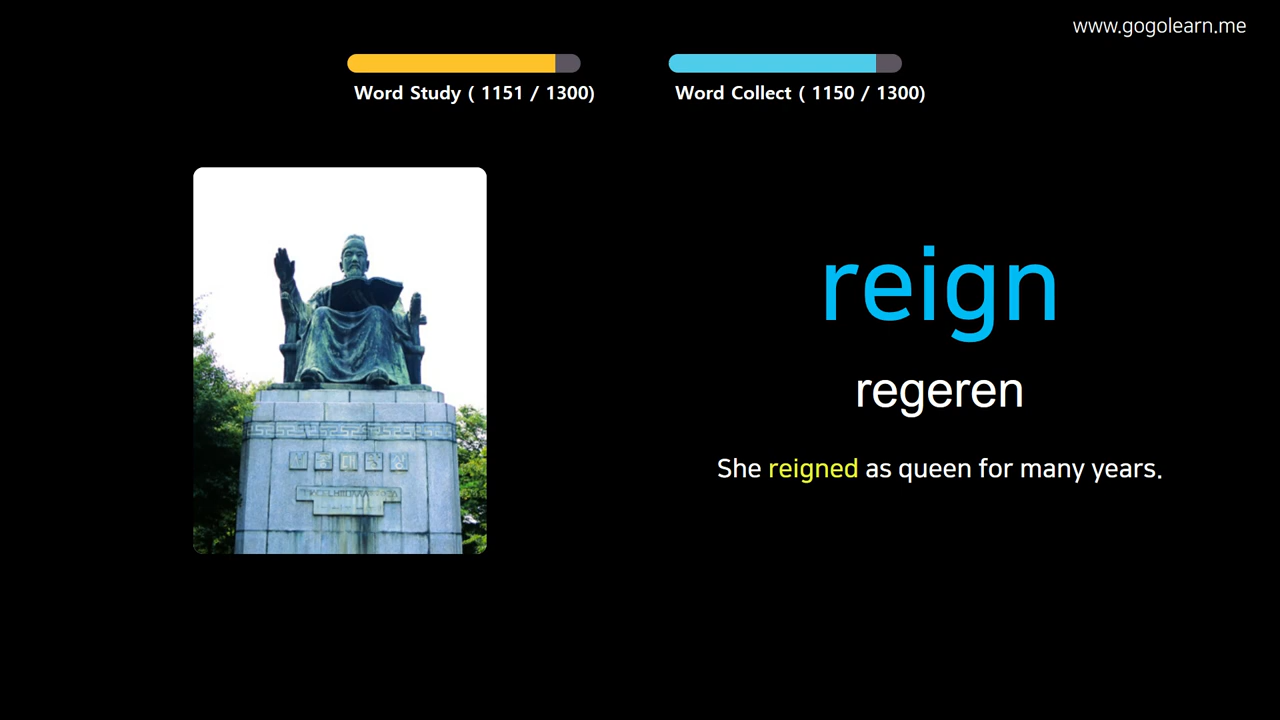 www.gogolearn.me
Word Study ( 1151 / 1300)
Word Collect ( 1150 / 1300)
reign
regeren
She reigned as queen for many years.